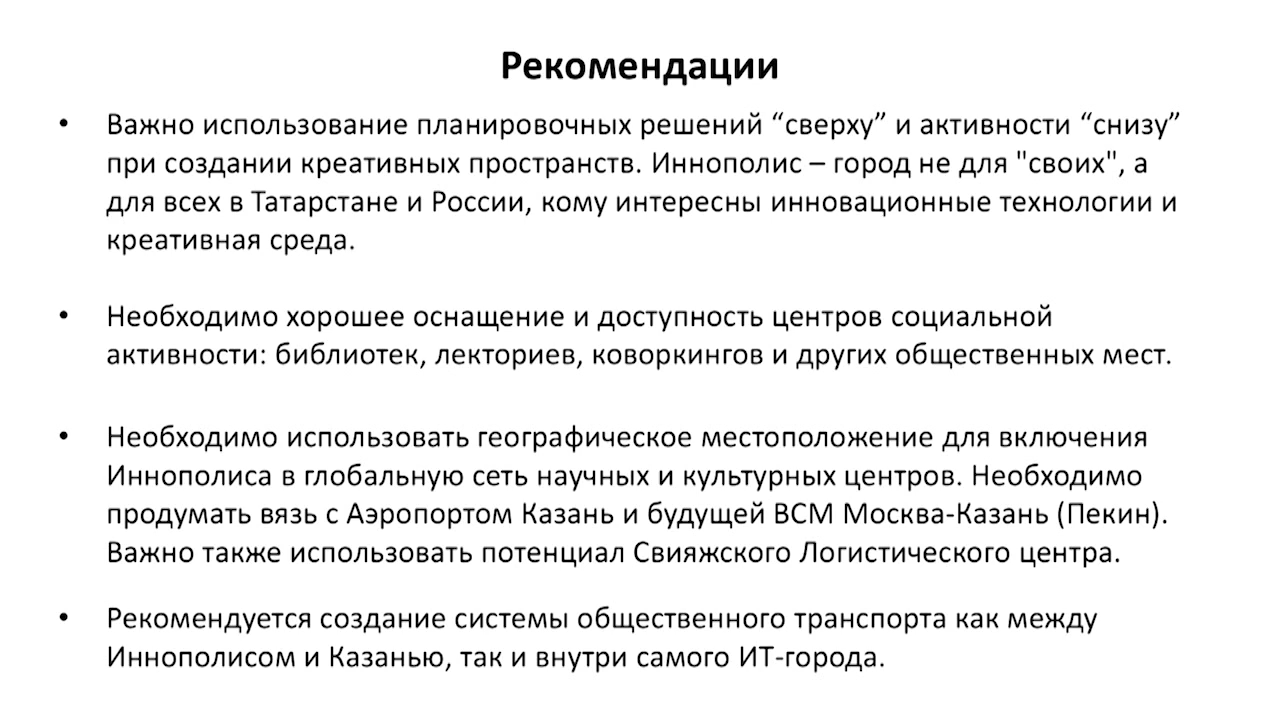 Рекомендации
• Важно использование планировочных решений “сверху” и активности “снизу”
при создании креативных пространств. Иннополис – город не для "своих", а
для всех в Татарстане и России, кому интересны инновационные технологии и
креативная среда.
• Необходимо хорошее оснащение и доступность центров социальной
активности: библиотек, лекториев, коворкингов и других общественных мест.
• Необходимо использовать географическое местоположение для включения
Иннополиса в глобальную сеть научных и культурных центров. Необходимо
продумать вязь с Аэропортом Казань и будущей ВСМ Москва-Казань (Пекин).
Важно также использовать потенциал Свияжского Логистического центра.
• Рекомендуется создание системы общественного транспорта как между
Иннополисом и Казанью, так и внутри самого ИТ-города.